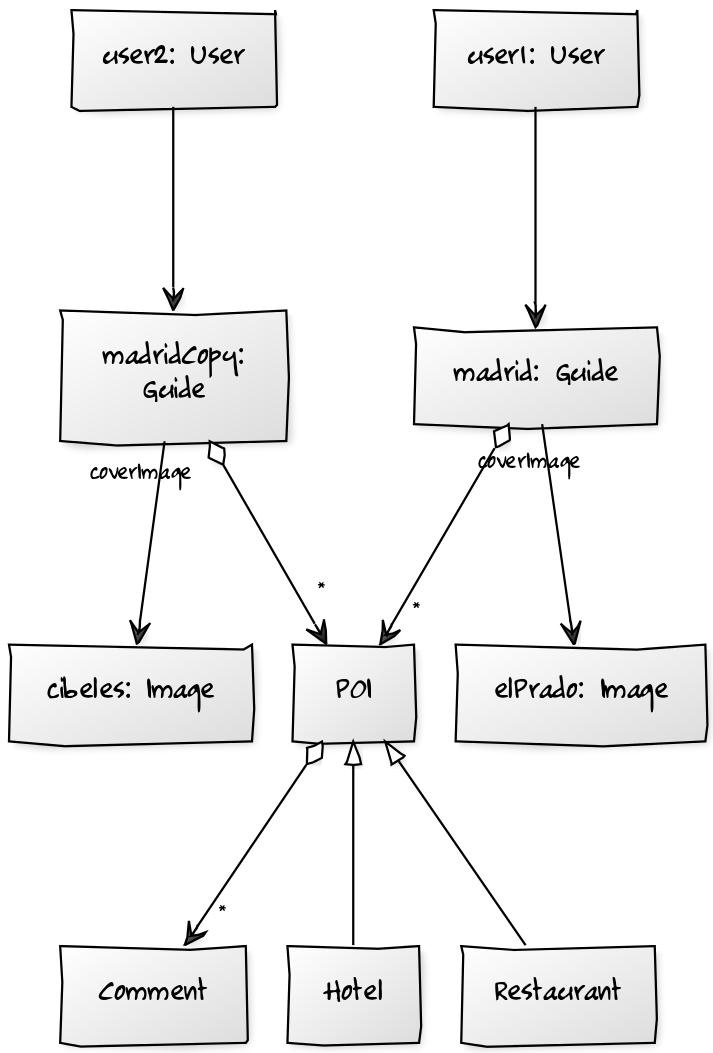 user2: User
user1: User
madridCopy:
Guide
madrid: Guide
coverImage
coverImage
*
*
cibeles: Image
POI
elPrado: Image
*
Comment
Hotel
Restaurant